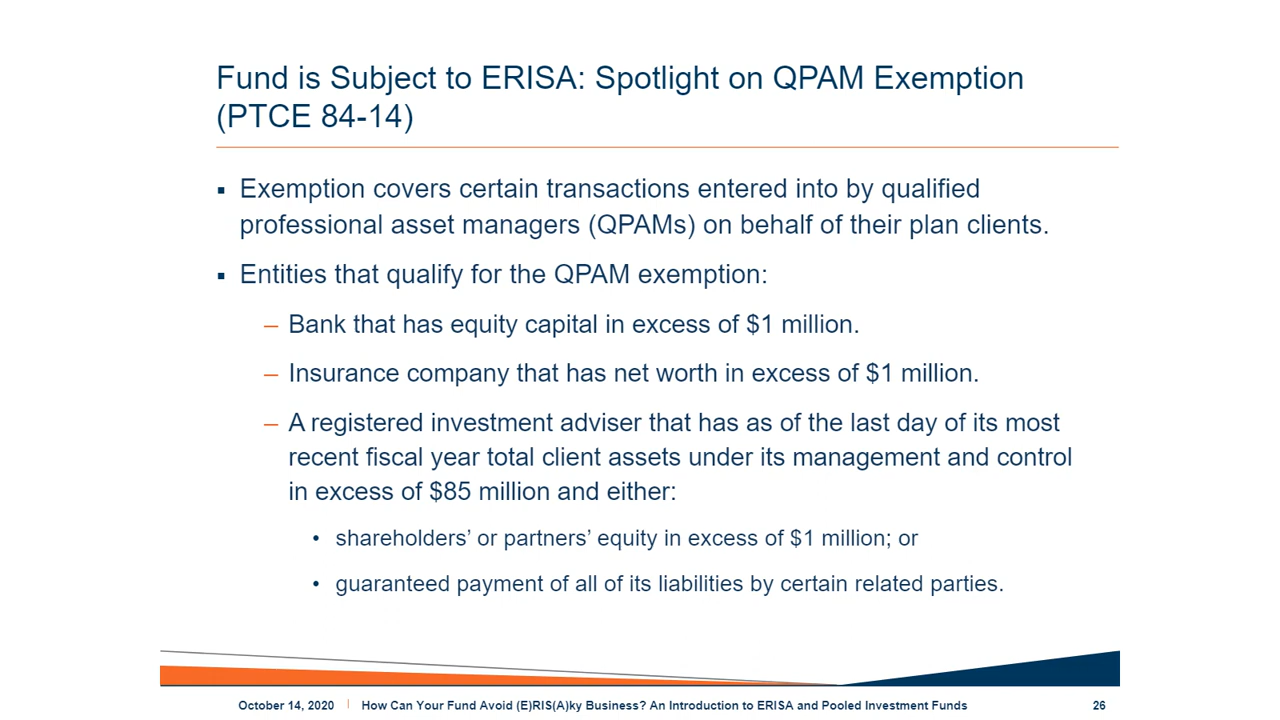 Fund is Subject to ERISA: Spotlight on QPAM Exemption
(PTCE 84-14)
▪ Exemption covers certain transactions entered into by qualified
professional asset managers (QPAMs) on behalf of their plan clients.
▪ Entities that qualify for the QPAM exemption:
– Bank that has equity capital in excess of $1 million.
– Insurance company that has net worth in excess of $1 million.
– A registered investment adviser that has as of the last day of its most
recent fiscal year total client assets under its management and control
in excess of $85 million and either:
• shareholders’ or partners’ equity in excess of $1 million; or
• guaranteed payment of all of its liabilities by certain related parties.
October 14, 2020 | How Can Your Fund Avoid (E)RIS(A)ky Business? An Introduction to ERISA and Pooled Investment Funds 26